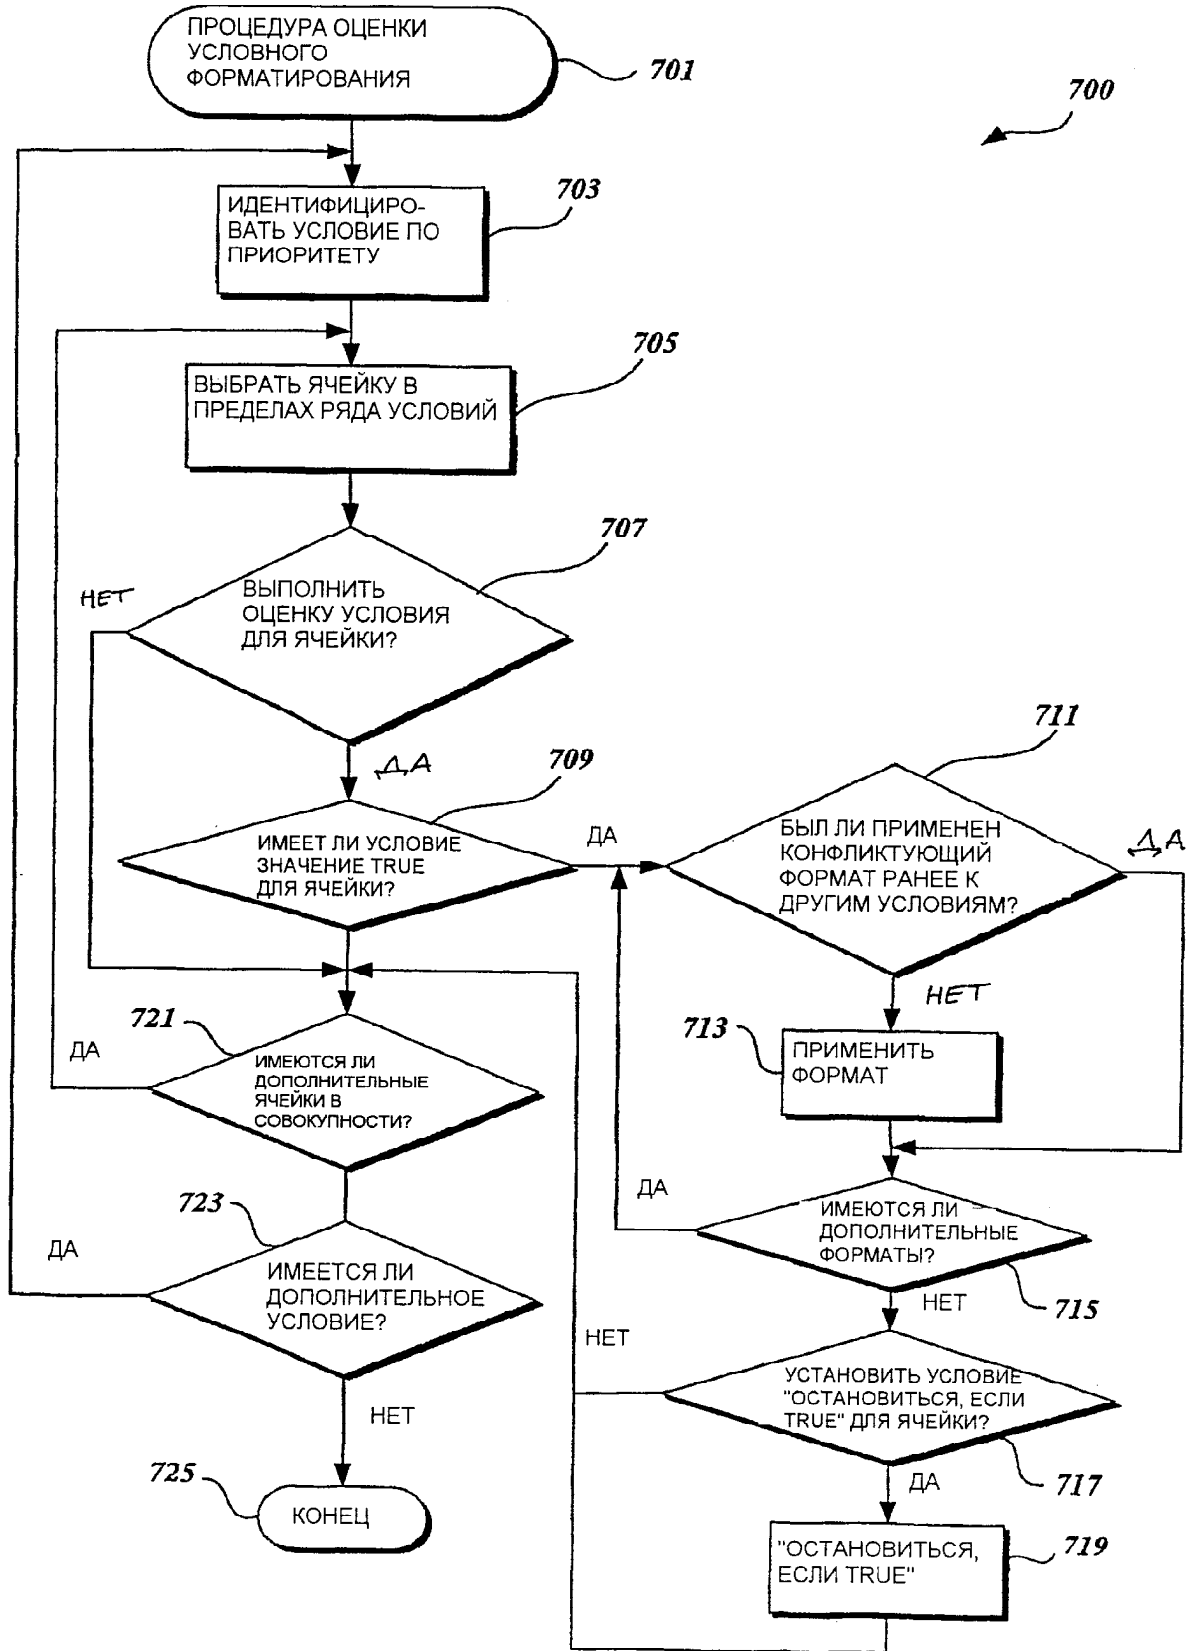 ПРОЦЕДУРА ОЦЕНКИ
УСЛОВНОГО
ФОРМАТИРОВАНИЯ
701
700
703
ИДЕНТИФИЦИРО-
ВАТЬ УСЛОВИЕ ПО
ПРИОРИТЕТУ
705
ВЫБРАТЬ ЯЧЕЙКУ В
ПРЕДЕЛАХ РЯДА УСЛОВИЙ
707
НЕТ
ВЫПОЛНИТЬ
ОЦЕНКУ УСЛОВИЯ
ДЛЯ ЯЧЕЙКИ?
ДА
709
ИМЕЕТ ЛИ УСЛОВИЕ
ЗНАЧЕНИЕ TRUE
ДЛЯ ЯЧЕЙКИ?
ДА
711
БЫЛ ЛИ ПРИМЕНЕН
КОНФЛИКТУЮЩИЙ
ФОРМАТ РАНЕЕ К
ДРУГИМ УСЛОВИЯМ?
ДА
НЕТ
713
ПРИМЕНИТЬ
ФОРМАТ
721
ДА
ИМЕЮТСЯ ЛИ
ДОПОЛНИТЕЛЬНЫЕ
ЯЧЕЙКИ В
СОВОКУПНОСТИ?
ДА
ИМЕЮТСЯ ЛИ
ДОПОЛНИТЕЛЬНЫЕ
ФОРМАТЫ?
715
НЕТ
723
ДА
ИМЕЕТСЯ ЛИ
ДОПОЛНИТЕЛЬНОЕ
УСЛОВИЕ?
НЕТ
УСТАНОВИТЬ УСЛОВИЕ
"ОСТАНОВИТЬСЯ, ЕСЛИ
TRUE" ДЛЯ ЯЧЕЙКИ?
717
НЕТ
ДА
725
КОНЕЦ
"ОСТАНОВИТЬСЯ,
ЕСЛИ TRUE"
719